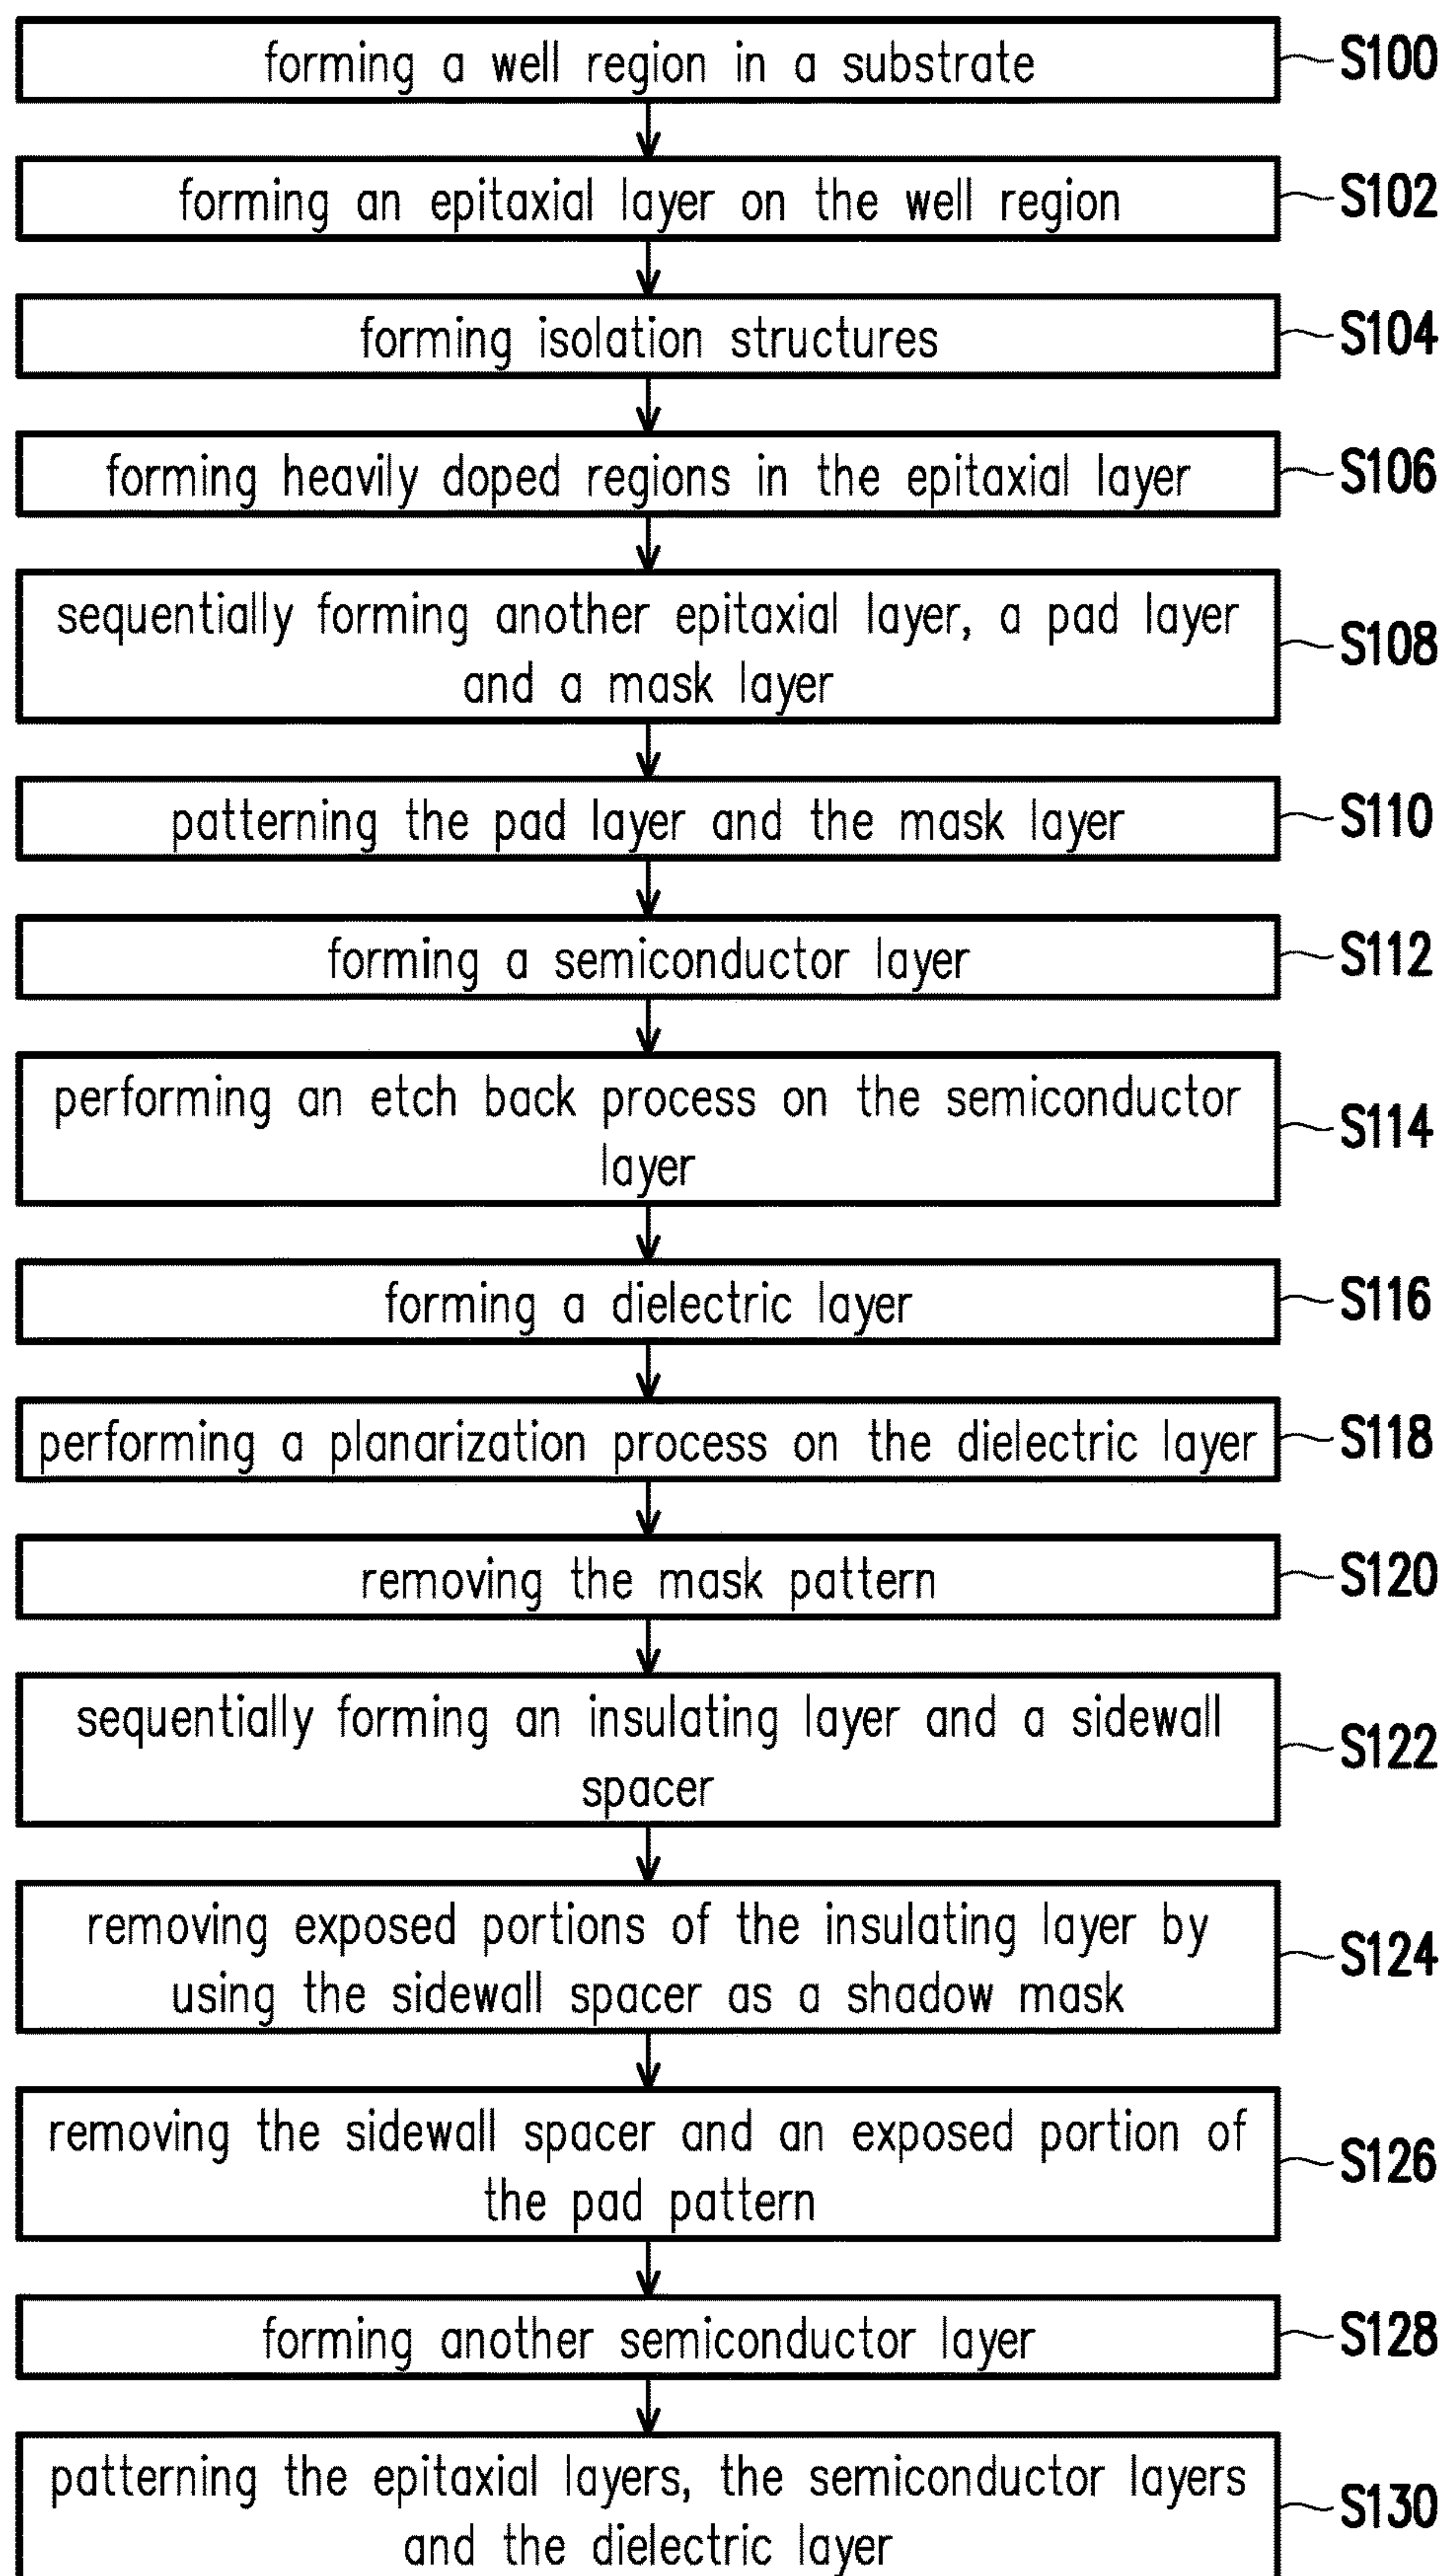 forming a well region in a substrate
S100
forming an epitaxial layer on the well region
S102
forming isolation structures
S104
forming heavily doped regions in the epitaxial layer
S106
sequentially forming another epitaxial layer, a pad layer
and a mask layer
S108
patterning the pad layer and the mask layer
S110
forming a semiconductor layer
S112
performing an etch back process on the semiconductor
layer
S114
forming a dielectric layer
S116
performing a planarization process on the dielectric layer
S118
removing the mask pattern
S120
sequentially forming an insulating layer and a sidewall
spacer
S122
removing exposed portions of the insulating layer by
using the sidewall spacer as a shadow mask
S124
removing the sidewall spacer and an exposed portion of
the pad pattern
S126
forming another semiconductor layer
S128
patterning the epitaxial layers, the semiconductor layers
and the dielectric layer
S130